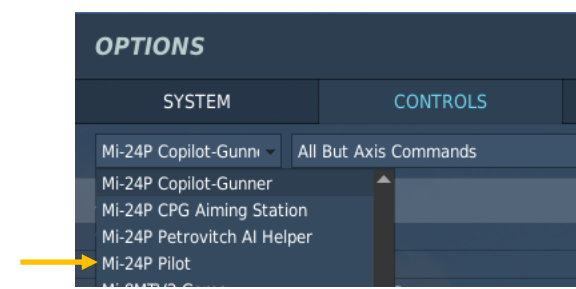 OPTIONS
SYSTEM CONTROLS
Mi-24P Copilot-Gunn All But Axis Commands
Mi-24P Copilot-Gunner
Mi-24P CPG Aiming Station
Mi-24P Petrovitch AI Helper
Mi-24P Pilot